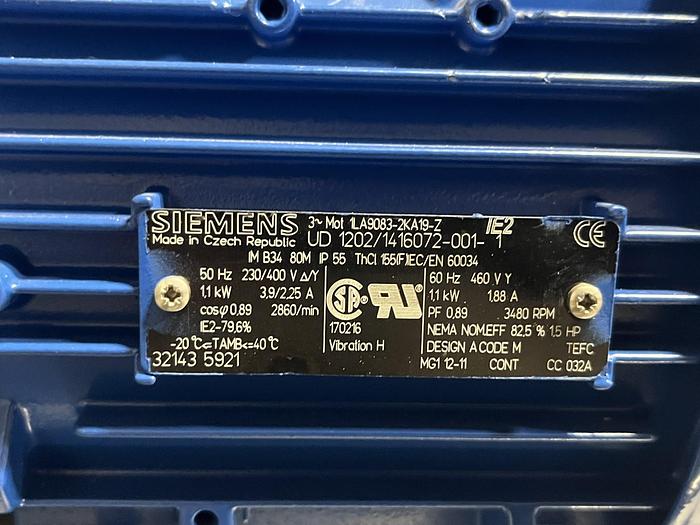 SIEMENS 3~ Mot 1LA9083-2KA19-Z IE2 CE
Made in Czech Republic UD 1202/1416072-001- 1
IM B34 80M IP 55 ThCl 155(F)IEC/EN 60034
50 Hz 230/400 V Δ/Y
1,1 kW 3,9/2,25 A
cosφ 0,89 2860/min
IE2-79,6%
-20°C<=TAMB<=40°C
32143 5921
SA
RU
170216
Vibration H
60 Hz 460 V Y
1,1 kW 1,88 A
PF 0,89 3480 RPM
NEMA NOM.EFF 82,5 % 1,5 HP
DESIGN A CODE M TEFC
MG1 12-11 CONT CC 032A